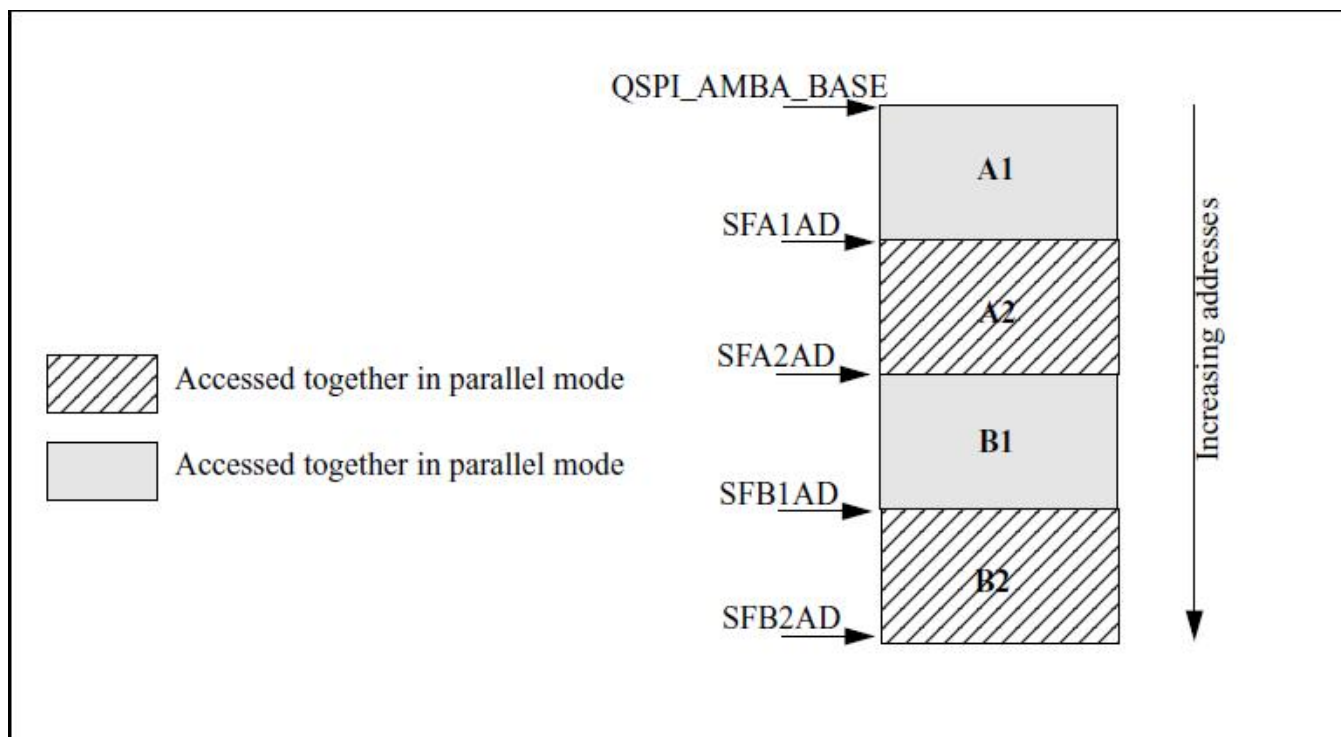 QSPI_AMBA_BASE
A1
SFA1AD
A2
SFA2AD
Accessed together in parallel mode
B1
Accessed together in parallel mode
SFB1AD
B2
SFB2AD
Increasing addresses